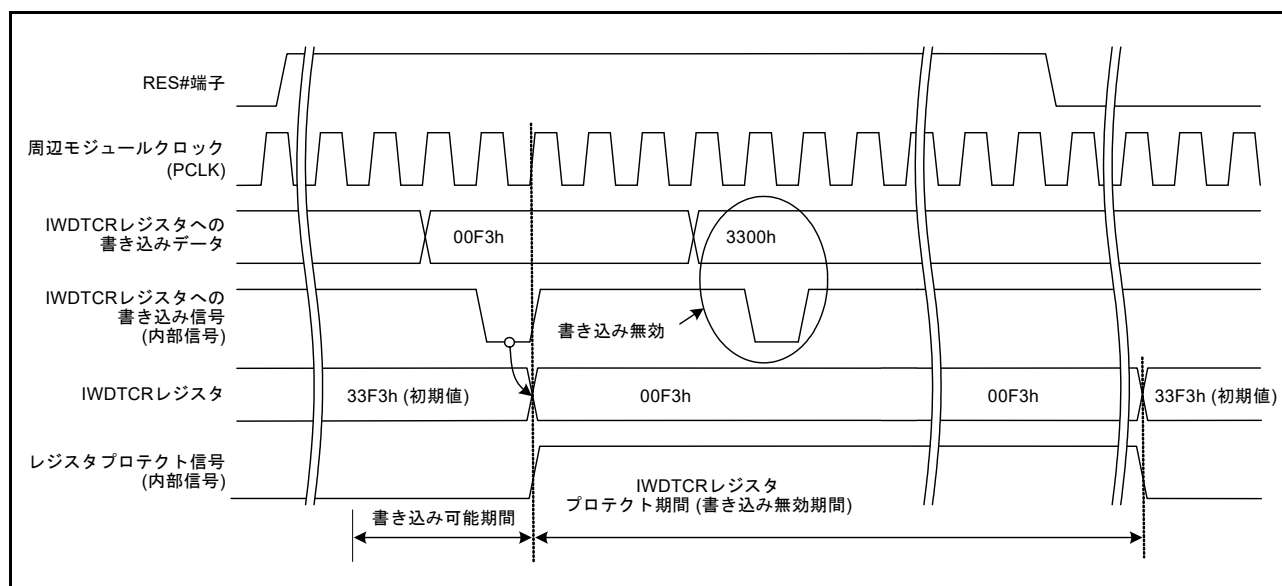 RES#端子
周辺モジュールクロック
(PCLK)
IWDTCRレジスタへの
書き込みデータ
00F3h
3300h
IWDTCRレジスタへの
書き込み信号
(内部信号)
書き込み無効
IWDTCRレジスタ
33F3h (初期値)
00F3h
00F3h
33F3h (初期値)
レジスタプロテクト信号
(内部信号)
IWDTCRレジスタ
プロテクト期間 (書き込み無効期間)
書き込み可能期間